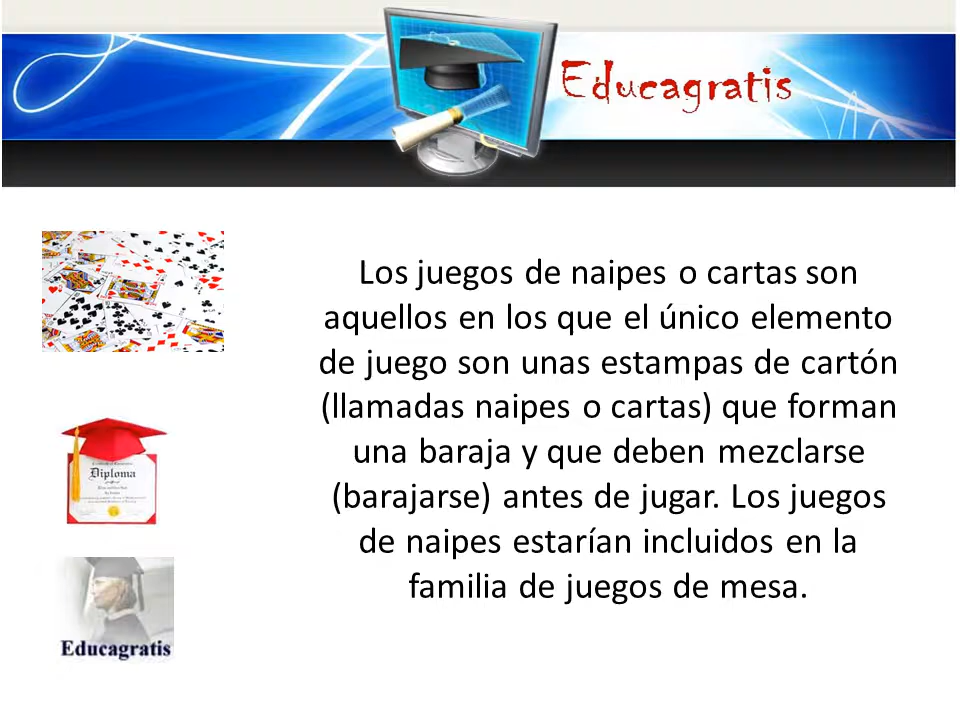 Educagratis
Los juegos de naipes o cartas son
aquellos en los que el único elemento
de juego son unas estampas de cartón
(llamadas naipes o cartas) que forman
una baraja y que deben mezclarse
(barajarse) antes de jugar. Los juegos
de naipes estarían incluidos en la
familia de juegos de mesa.
Diploma
Educagratis